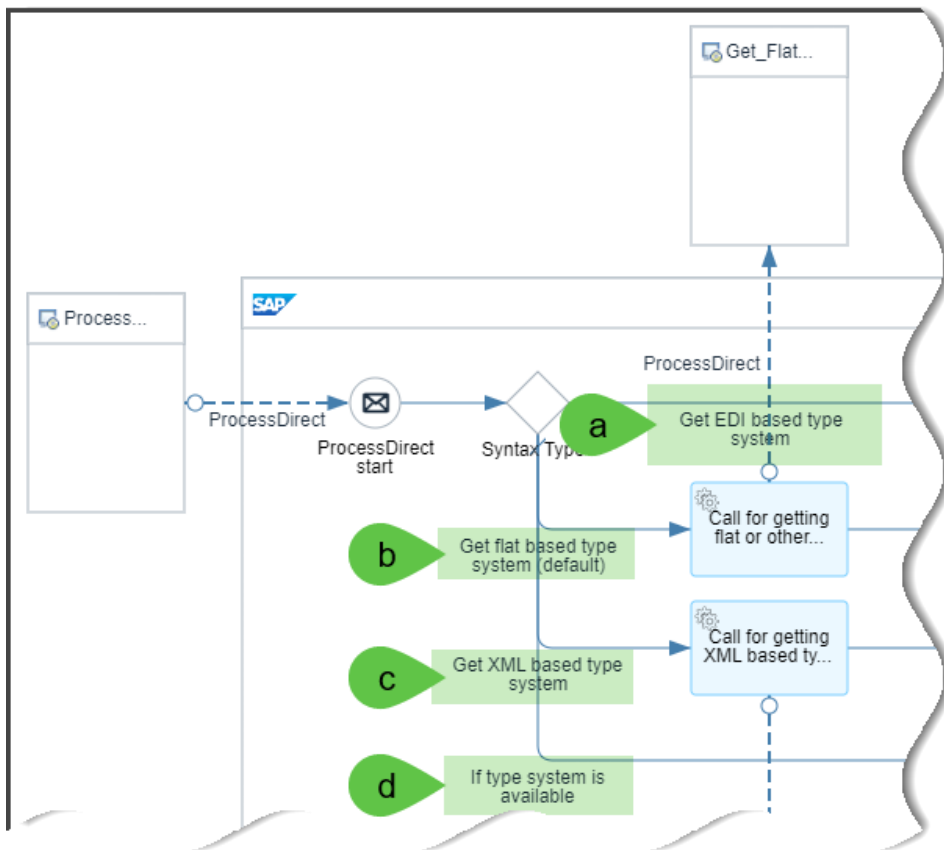 Get_Flat...
SAP
Process...
ProcessDirect
ProcessDirect
ProcessDirect
start
Syntax Type
a
Get EDI based type
system
b
Get flat based type
system (default)
Call for getting
flat or other...
c
Get XML based type
system
Call for getting
XML based ty...
d
If type system is
available